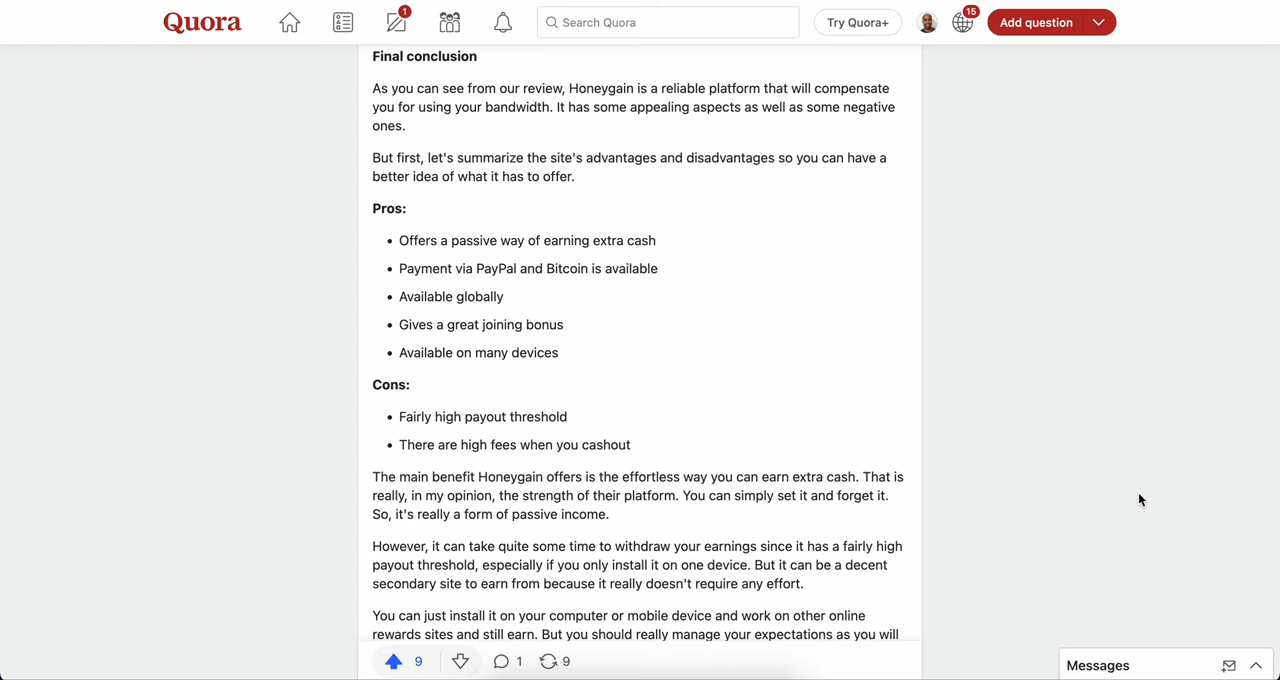 Quora
1
Search Quora
Try Quora+
15
Add question
Final conclusion
As you can see from our review, Honeygain is a reliable platform that will compensate
you for using your bandwidth. It has some appealing aspects as well as some negative
ones.
But first, let's summarize the site's advantages and disadvantages so you can have a
better idea of what it has to offer.
Pros:
• Offers a passive way of earning extra cash
• Payment via PayPal and Bitcoin is available
• Available globally
• Gives a great joining bonus
• Available on many devices
Cons:
• Fairly high payout threshold
• There are high fees when you cashout
The main benefit Honeygain offers is the effortless way you can earn extra cash. That is
really, in my opinion, the strength of their platform. You can simply set it and forget it.
So, it's really a form of passive income.
However, it can take quite some time to withdraw your earnings since it has a fairly high
payout threshold, especially if you only install it on one device. But it can be a decent
secondary site to earn from because it really doesn't require any effort.
You can just install it on your computer or mobile device and work on other online
rewards sites and still earn. But you should really manage your expectations as you will
9
1
9
Messages